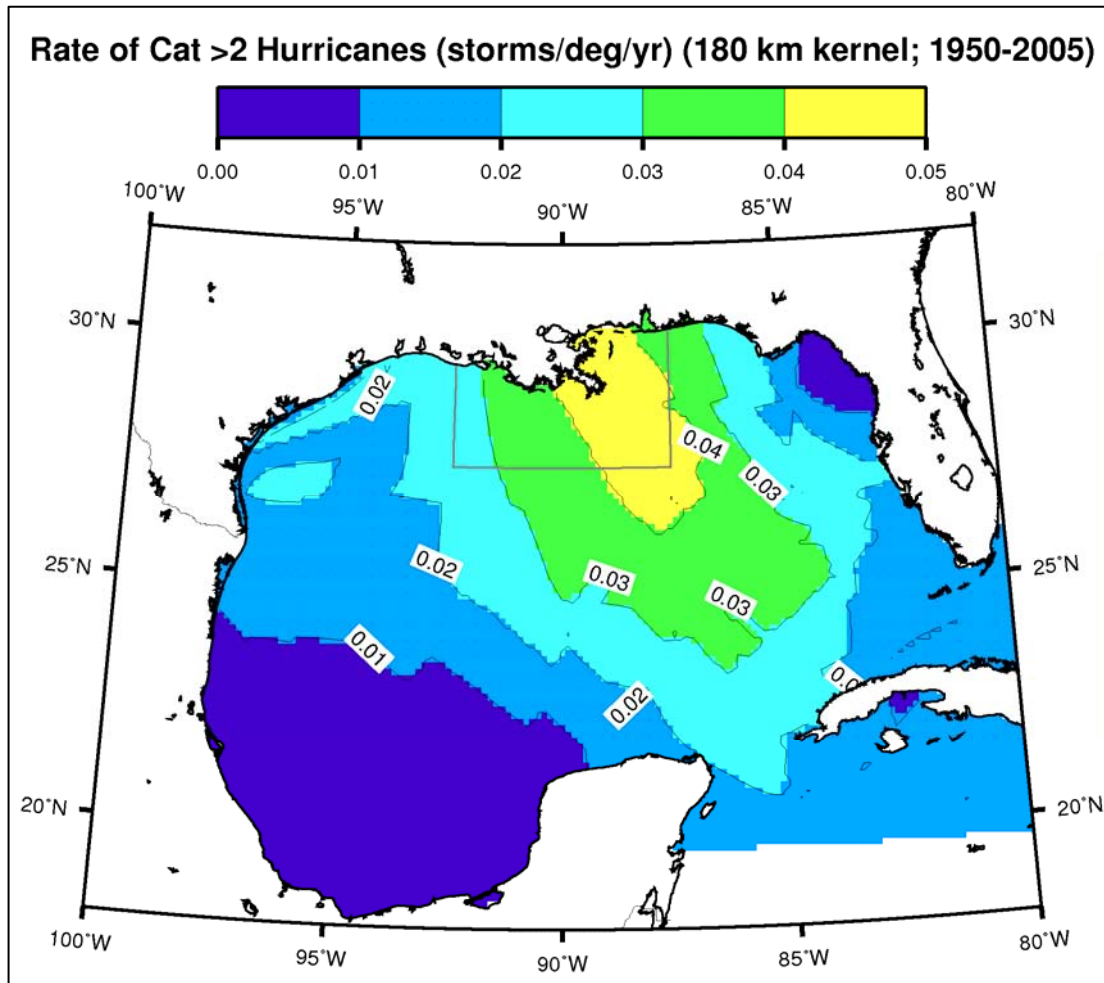 Rate of Cat >2 Hurricanes (storms/deg/yr) (180 km kernel; 1950-2005)
0.00 0.01 0.02 0.03 0.04 0.05
100˚W 95˚W 90˚W 85˚W 80˚W
30˚N 30˚N
0.02
0.04
0.03
25˚N 25˚N
0.02 0.03 0.03
0.01
0.02
20˚N 20˚N
100˚W 95˚W 90˚W 85˚W 80˚W